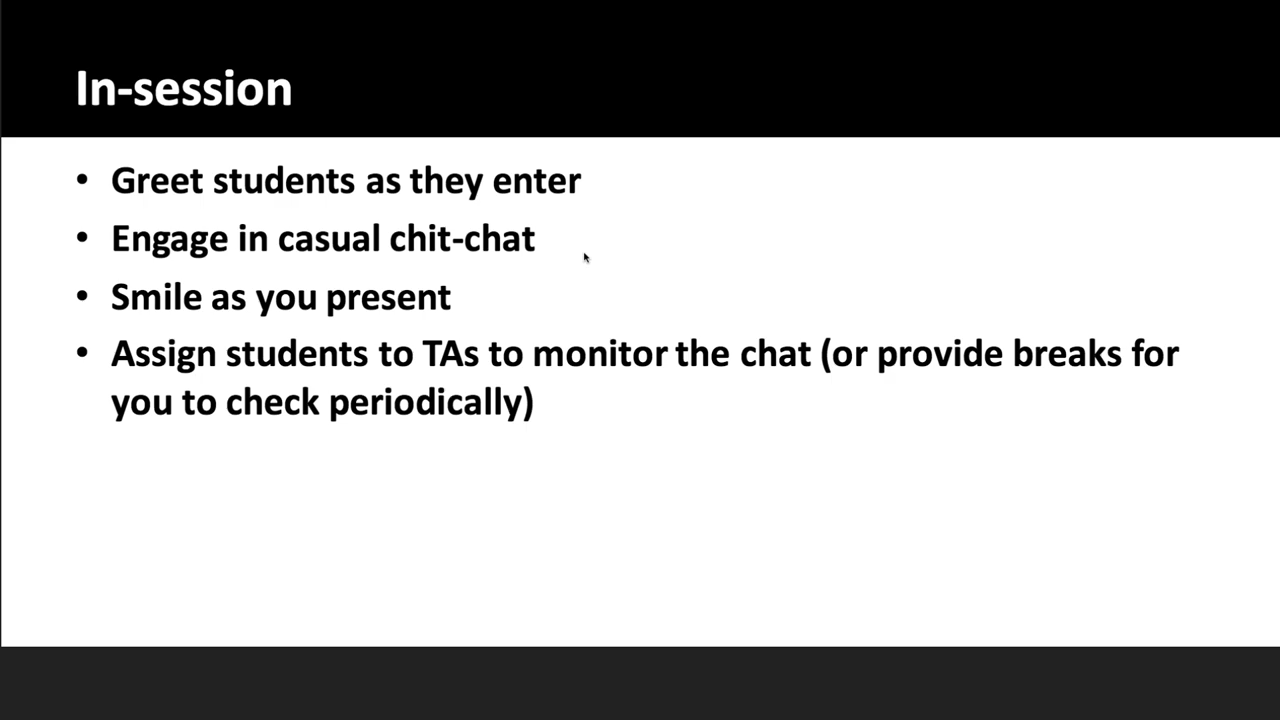 In-session
• Greet students as they enter
• Engage in casual chit-chat
• Smile as you present
• Assign students to TAs to monitor the chat (or provide breaks for
you to check periodically)